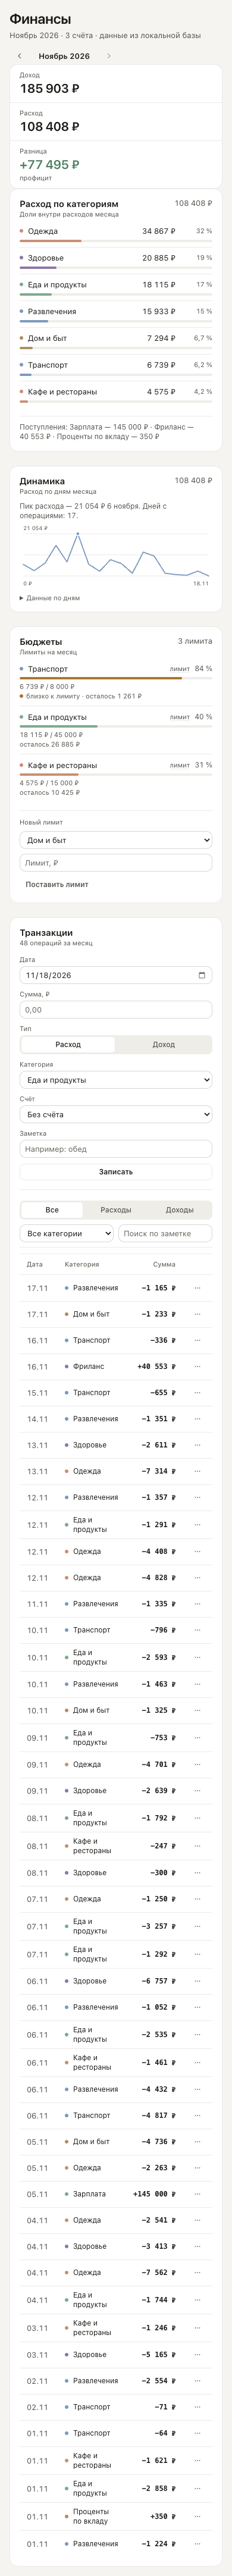 Финансы
Ноябрь 2026 · 3 счёта · данные из локальной базы
‹ Ноябрь 2026 ›
Доход
185 903 ₽
Расход
108 408 ₽
Разница
+77 495 ₽
профицит
Расход по категориям 108 408 ₽
Доли внутри расходов месяца
Одежда 34 867 ₽ 32 %
Здоровье 20 885 ₽ 19 %
Еда и продукты 18 115 ₽ 17 %
Развлечения 15 933 ₽ 15 %
Дом и быт 7 294 ₽ 6,7 %
Транспорт 6 739 ₽ 6,2 %
Кафе и рестораны 4 575 ₽ 4,2 %
Поступления: Зарплата — 145 000 ₽ · Фриланс —
40 553 ₽ · Проценты по вкладу — 350 ₽
Динамика 108 408 ₽
Расход по дням месяца
Пик расхода — 21 054 ₽ 6 ноября. Дней с
операциями: 17.
21 054 ₽
0 ₽ 18.11
▶ Данные по дням
Бюджеты 3 лимита
Лимиты на месяц
Транспорт лимит 84 %
6 739 ₽ / 8 000 ₽
близко к лимиту · осталось 1 261 ₽
Еда и продукты лимит 40 %
18 115 ₽ / 45 000 ₽
осталось 26 885 ₽
Кафе и рестораны лимит 31 %
4 575 ₽ / 15 000 ₽
осталось 10 425 ₽
Новый лимит
Дом и быт
Лимит, ₽
Поставить лимит
Транзакции
48 операций за месяц
Дата
11/18/2026
Сумма, ₽
0,00
Тип
Расход Доход
Категория
Еда и продукты
Счёт
Без счёта
Заметка
Например: обед
Записать
Все Расходы Доходы
Все категории Поиск по заметке
Дата Категория Сумма
17.11 Развлечения −1 165 ₽ ···
17.11 Дом и быт −1 233 ₽ ···
16.11 Транспорт −336 ₽ ···
16.11 Фриланс +40 553 ₽ ···
15.11 Транспорт −655 ₽ ···
14.11 Развлечения −1 351 ₽ ···
13.11 Здоровье −2 611 ₽ ···
13.11 Одежда −7 314 ₽ ···
12.11 Развлечения −1 357 ₽ ···
12.11 Еда и продукты −1 291 ₽ ···
12.11 Одежда −4 408 ₽ ···
12.11 Одежда −4 828 ₽ ···
11.11 Развлечения −1 335 ₽ ···
10.11 Транспорт −796 ₽ ···
10.11 Еда и продукты −2 593 ₽ ···
10.11 Развлечения −1 463 ₽ ···
10.11 Дом и быт −1 325 ₽ ···
09.11 Еда и продукты −753 ₽ ···
09.11 Одежда −4 701 ₽ ···
09.11 Здоровье −2 639 ₽ ···
08.11 Еда и продукты −1 792 ₽ ···
08.11 Кафе и рестораны −247 ₽ ···
08.11 Здоровье −300 ₽ ···
07.11 Одежда −1 250 ₽ ···
07.11 Еда и продукты −3 257 ₽ ···
07.11 Еда и продукты −1 292 ₽ ···
06.11 Здоровье −6 757 ₽ ···
06.11 Развлечения −1 052 ₽ ···
06.11 Еда и продукты −2 535 ₽ ···
06.11 Кафе и рестораны −1 461 ₽ ···
06.11 Развлечения −4 432 ₽ ···
06.11 Транспорт −4 817 ₽ ···
05.11 Дом и быт −4 736 ₽ ···
05.11 Одежда −2 263 ₽ ···
05.11 Зарплата +145 000 ₽ ···
04.11 Одежда −2 541 ₽ ···
04.11 Здоровье −3 413 ₽ ···
04.11 Одежда −7 562 ₽ ···
04.11 Еда и продукты −1 744 ₽ ···
03.11 Кафе и рестораны −1 246 ₽ ···
03.11 Здоровье −5 165 ₽ ···
02.11 Развлечения −2 554 ₽ ···
02.11 Транспорт −71 ₽ ···
01.11 Транспорт −64 ₽ ···
01.11 Кафе и рестораны −1 621 ₽ ···
01.11 Еда и продукты −2 858 ₽ ···
01.11 Проценты по вкладу +350 ₽ ···
01.11 Развлечения −1 224 ₽ ···